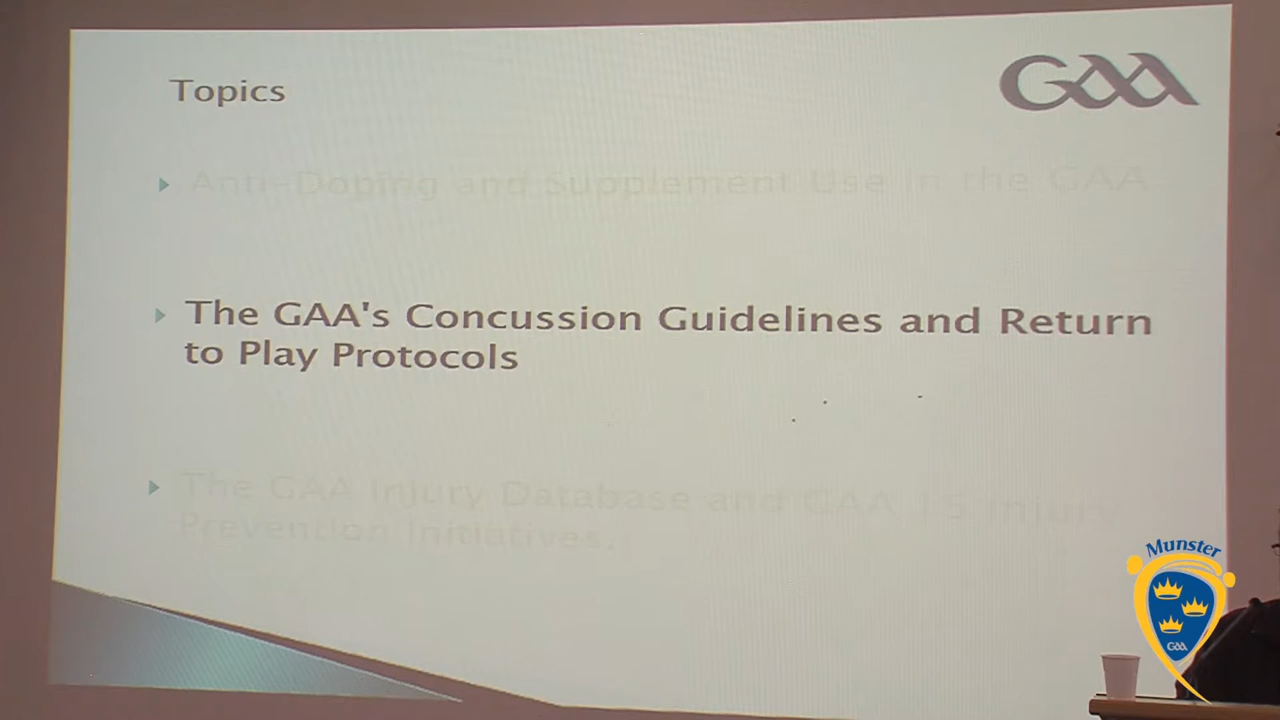 Topics
GAA
Anti-Doping and Supplement Use in the GAA
The GAA's Concussion Guidelines and Return
to Play Protocols
The GAA Injury Database and GAA 15 Injury
Prevention Initiatives.
Munster
GAA